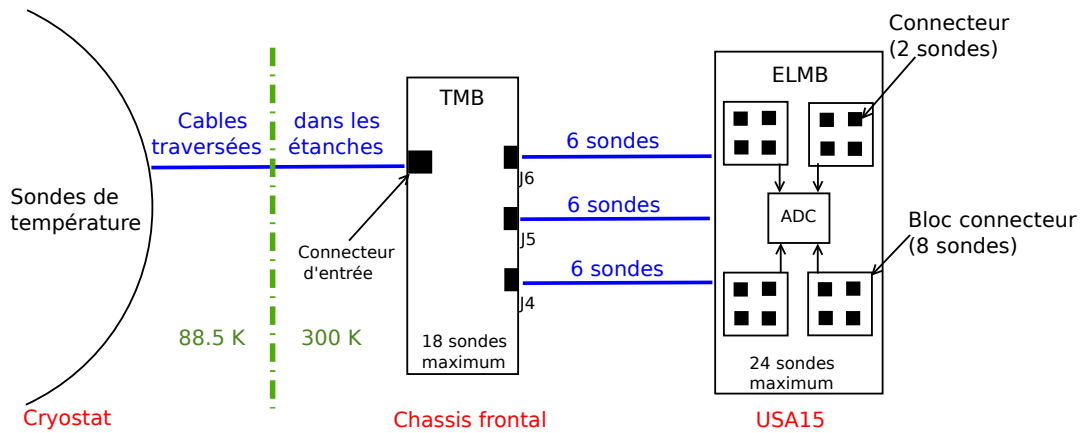 Connecteur
(2 sondes)
ELMB
TMB
Cables
traversées
dans les
étanches
6 sondes
J6
Sondes de
température
6 sondes
J5
ADC
Bloc connecteur
(8 sondes)
Connecteur
d'entrée
6 sondes
J4
88.5 K
300 K
18 sondes
maximum
24 sondes
maximum
Cryostat
Chassis frontal
USA15